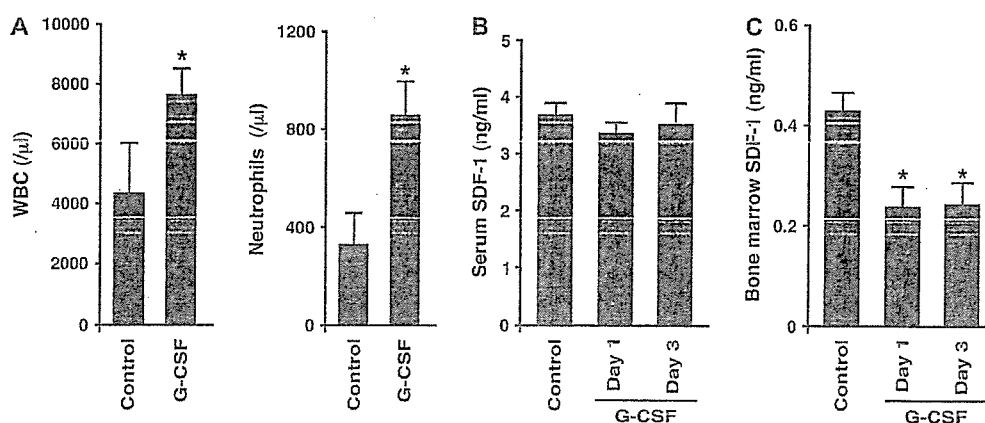 A
WBC (/μl)
10000
8000
6000
4000
2000
0
*
Control
G-CSF
Neutrophils (/μl)
1200
800
400
0
*
Control
G-CSF
B
Serum SDF-1 (ng/ml)
5
4
3
2
1
0
Control
Day 1
Day 3
G-CSF
C
Bone marrow SDF-1 (ng/ml)
0.6
0.4
0.2
0
*
*
Control
Day 1
Day 3
G-CSF